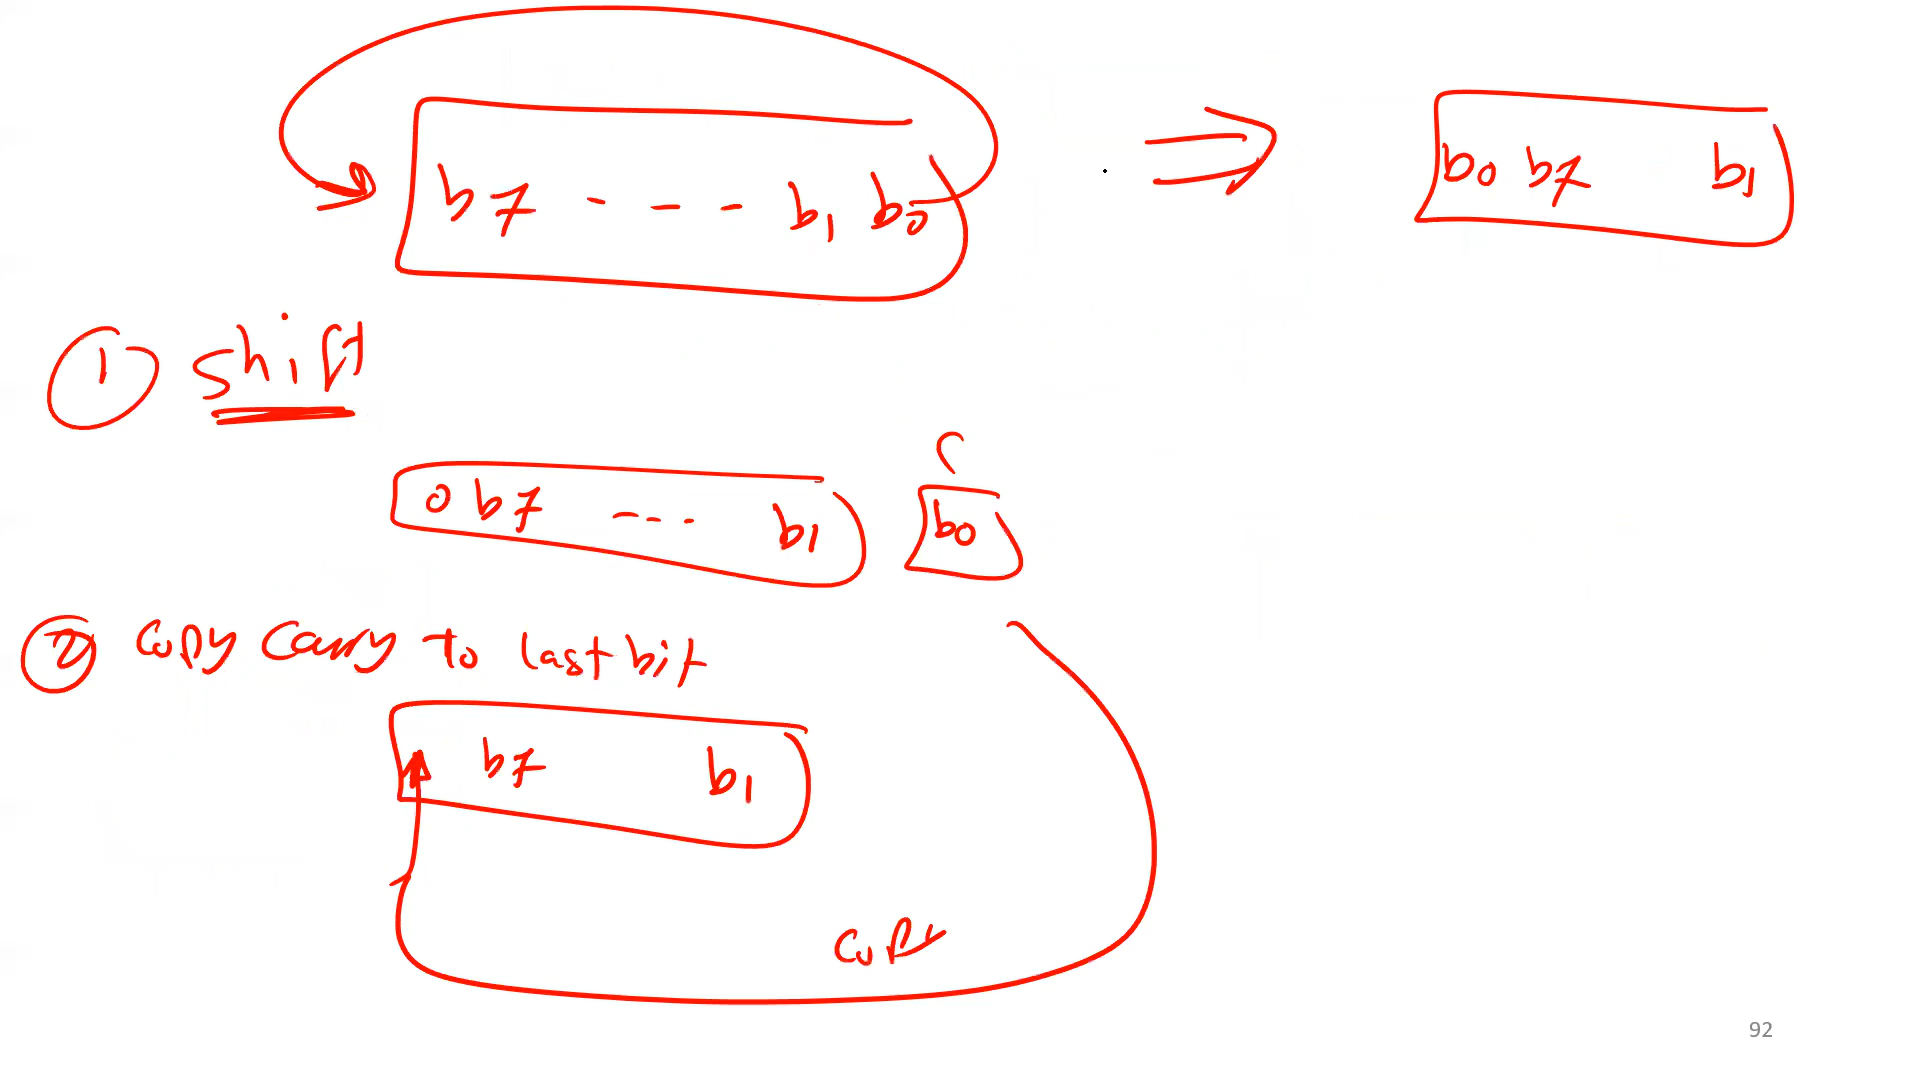 b7 - - - b1 b0
b0 b7 b1
1 shift
C
0 b7 --- b1
b0
2 copy carry to last bit
b7 b1
copy
92